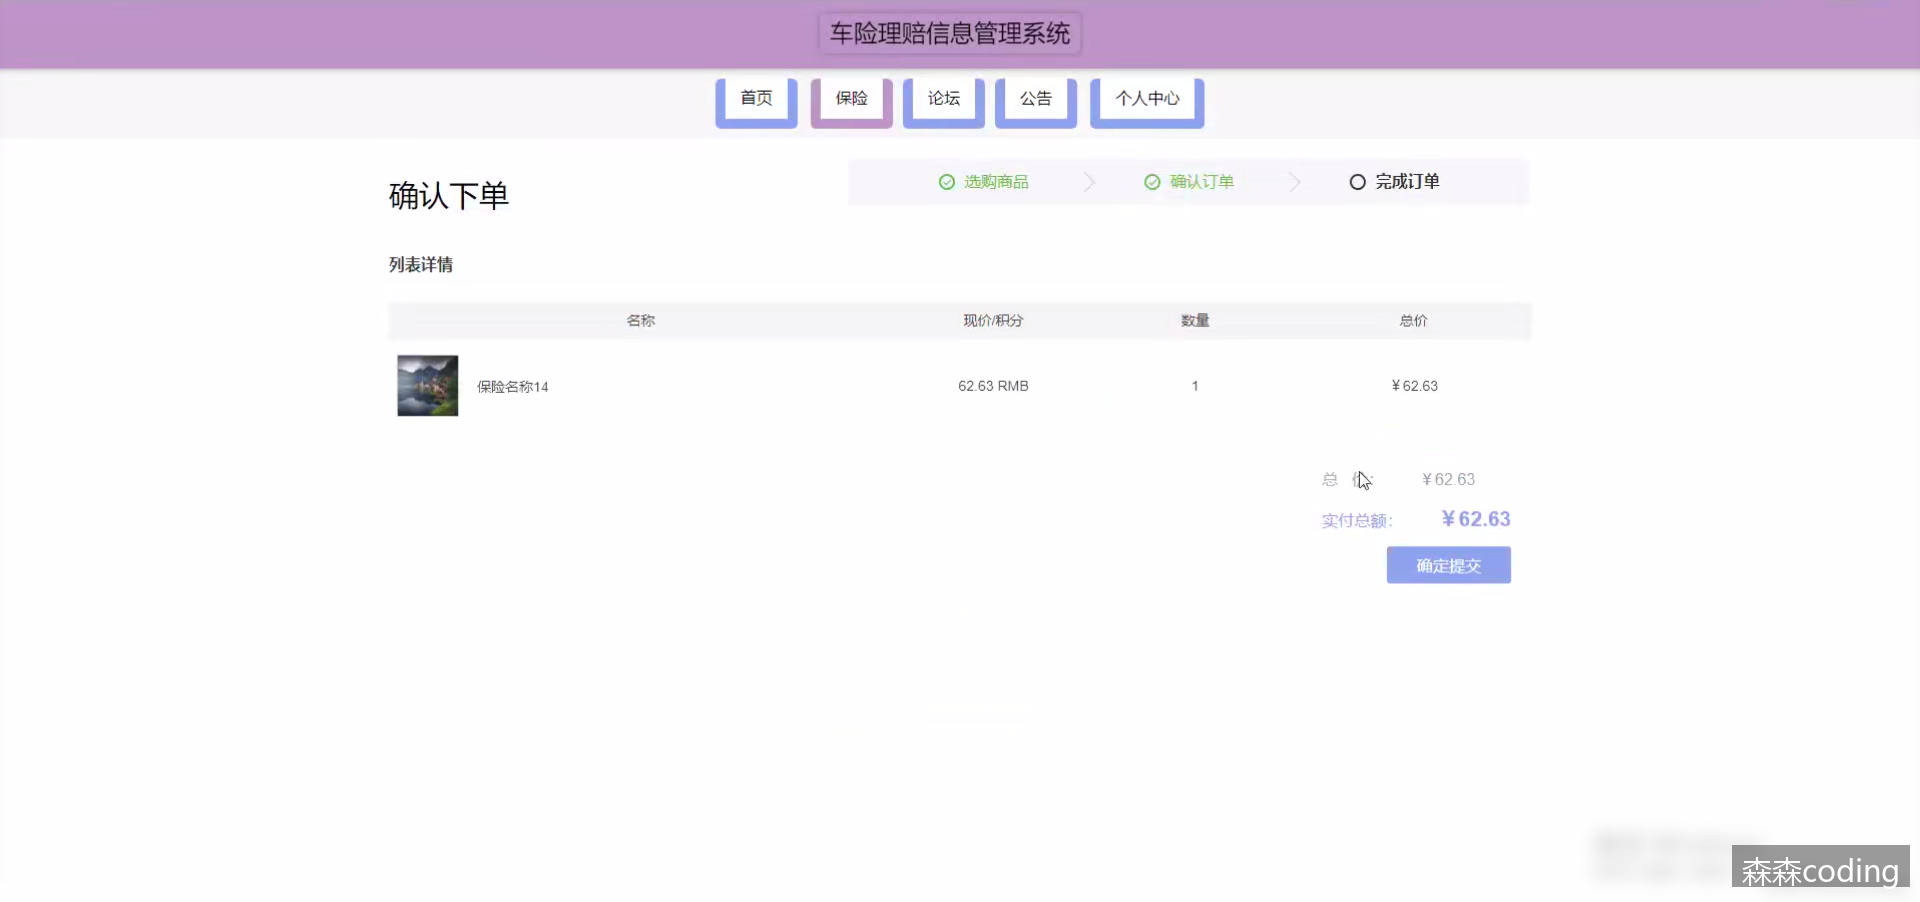 车险理赔信息管理系统
首页 保险 论坛 公告 个人中心
确认下单
选购商品 确认订单 完成订单
列表详情
名称 现价/积分 数量 总价
保险名称14 62.63 RMB 1 ¥62.63
总 ¥62.63
实付总额: ¥62.63
确定提交
森森coding